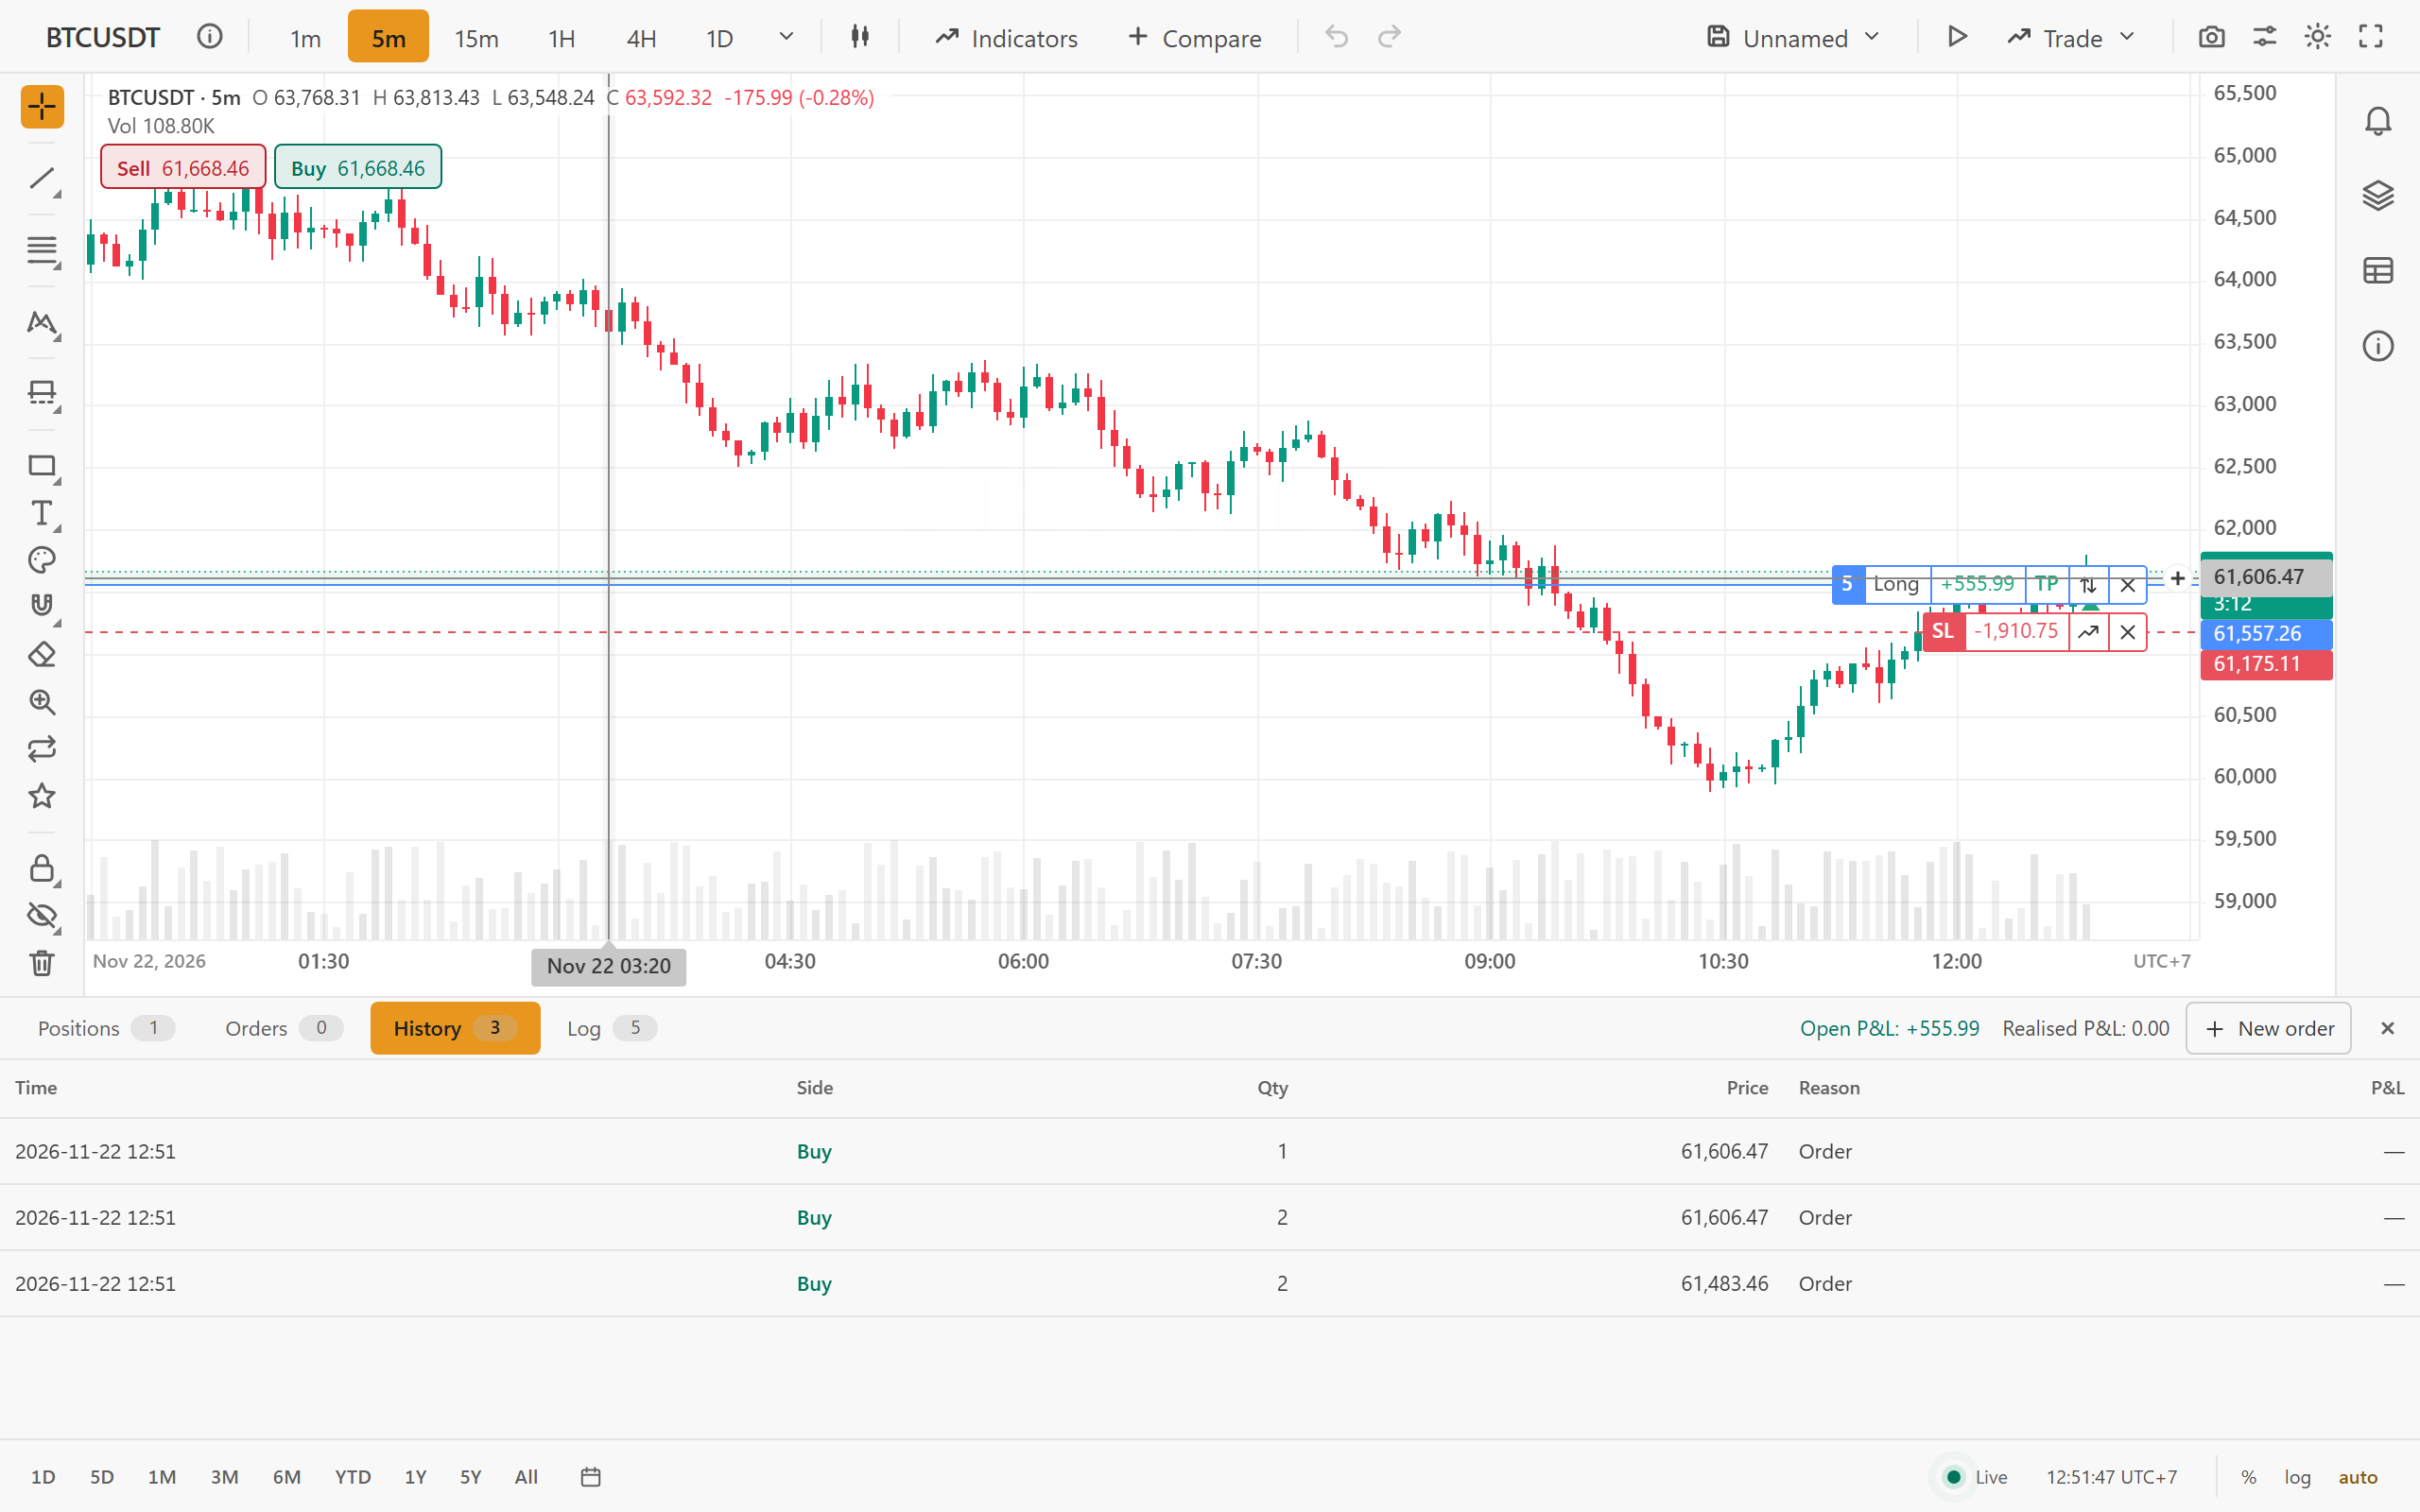 BTCUSDT 1m 5m 15m 1H 4H 1D Indicators Compare Unnamed Trade
BTCUSDT · 5m O 63,768.31 H 63,813.43 L 63,548.24 C 63,592.32 -175.99 (-0.28%)
Vol 108.80K
Sell 61,668.46 Buy 61,668.46
65,500
65,000
64,500
64,000
63,500
63,000
62,500
62,000
5 Long +555.99 TP
61,606.47
3:12
SL -1,910.75
61,557.26
61,175.11
60,500
60,000
59,500
59,000
Nov 22, 2026 01:30 Nov 22 03:20 04:30 06:00 07:30 09:00 10:30 12:00 UTC+7
Positions 1 Orders 0 History 3 Log 5 Open P&L: +555.99 Realised P&L: 0.00 New order
Time Side Qty Price Reason P&L
2026-11-22 12:51 Buy 1 61,606.47 Order —
2026-11-22 12:51 Buy 2 61,606.47 Order —
2026-11-22 12:51 Buy 2 61,483.46 Order —
1D 5D 1M 3M 6M YTD 1Y 5Y All Live 12:51:47 UTC+7 % log auto